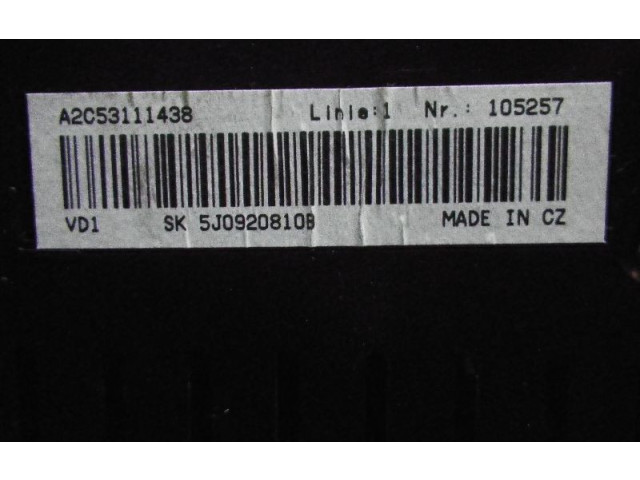 A2C53111438 Linie:1 Nr.: 105257
VD1 SK 5J0920810B MADE IN CZ